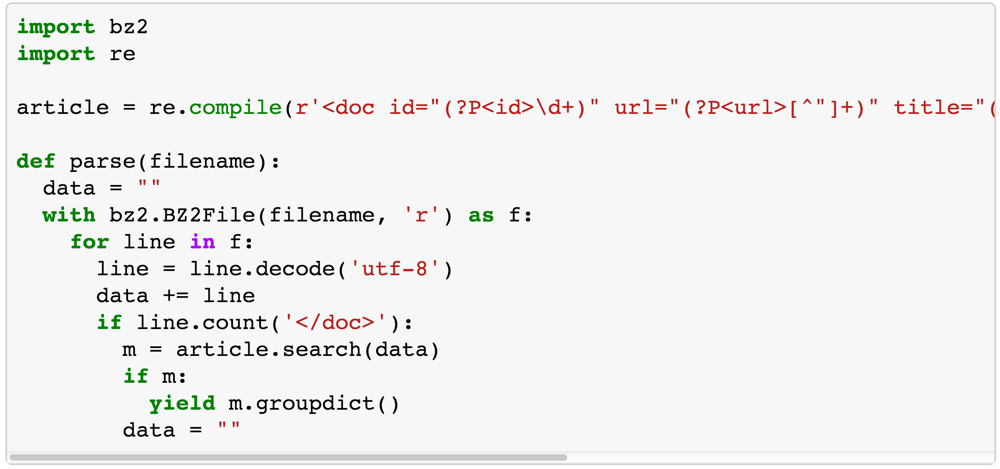 import bz2
import re

article = re.compile(r'<doc id="(?P<id>\d+)" url="(?P<url>[^"]+)" title="(

def parse(filename):
  data = ""
  with bz2.BZ2File(filename, 'r') as f:
    for line in f:
      line = line.decode('utf-8')
      data += line
      if line.count('</doc>'):
        m = article.search(data)
        if m:
          yield m.groupdict()
        data = ""